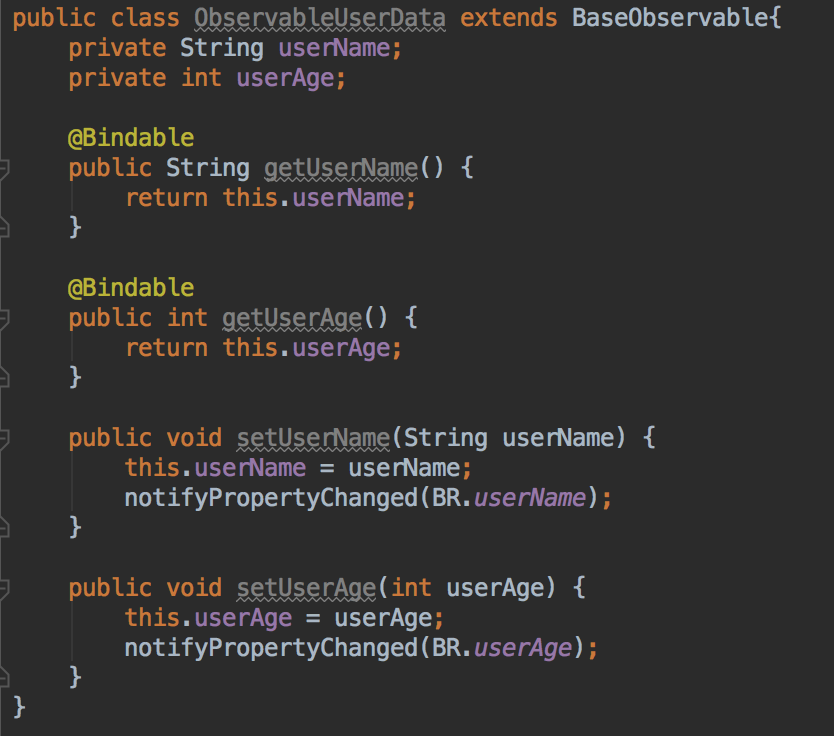 public class ObservableUserData extends BaseObservable{
    private String userName;
    private int userAge;

    @Bindable
    public String getUserName() {
        return this.userName;
    }

    @Bindable
    public int getUserAge() {
        return this.userAge;
    }

    public void setUserName(String userName) {
        this.userName = userName;
        notifyPropertyChanged(BR.userName);
    }

    public void setUserAge(int userAge) {
        this.userAge = userAge;
        notifyPropertyChanged(BR.userAge);
    }
}